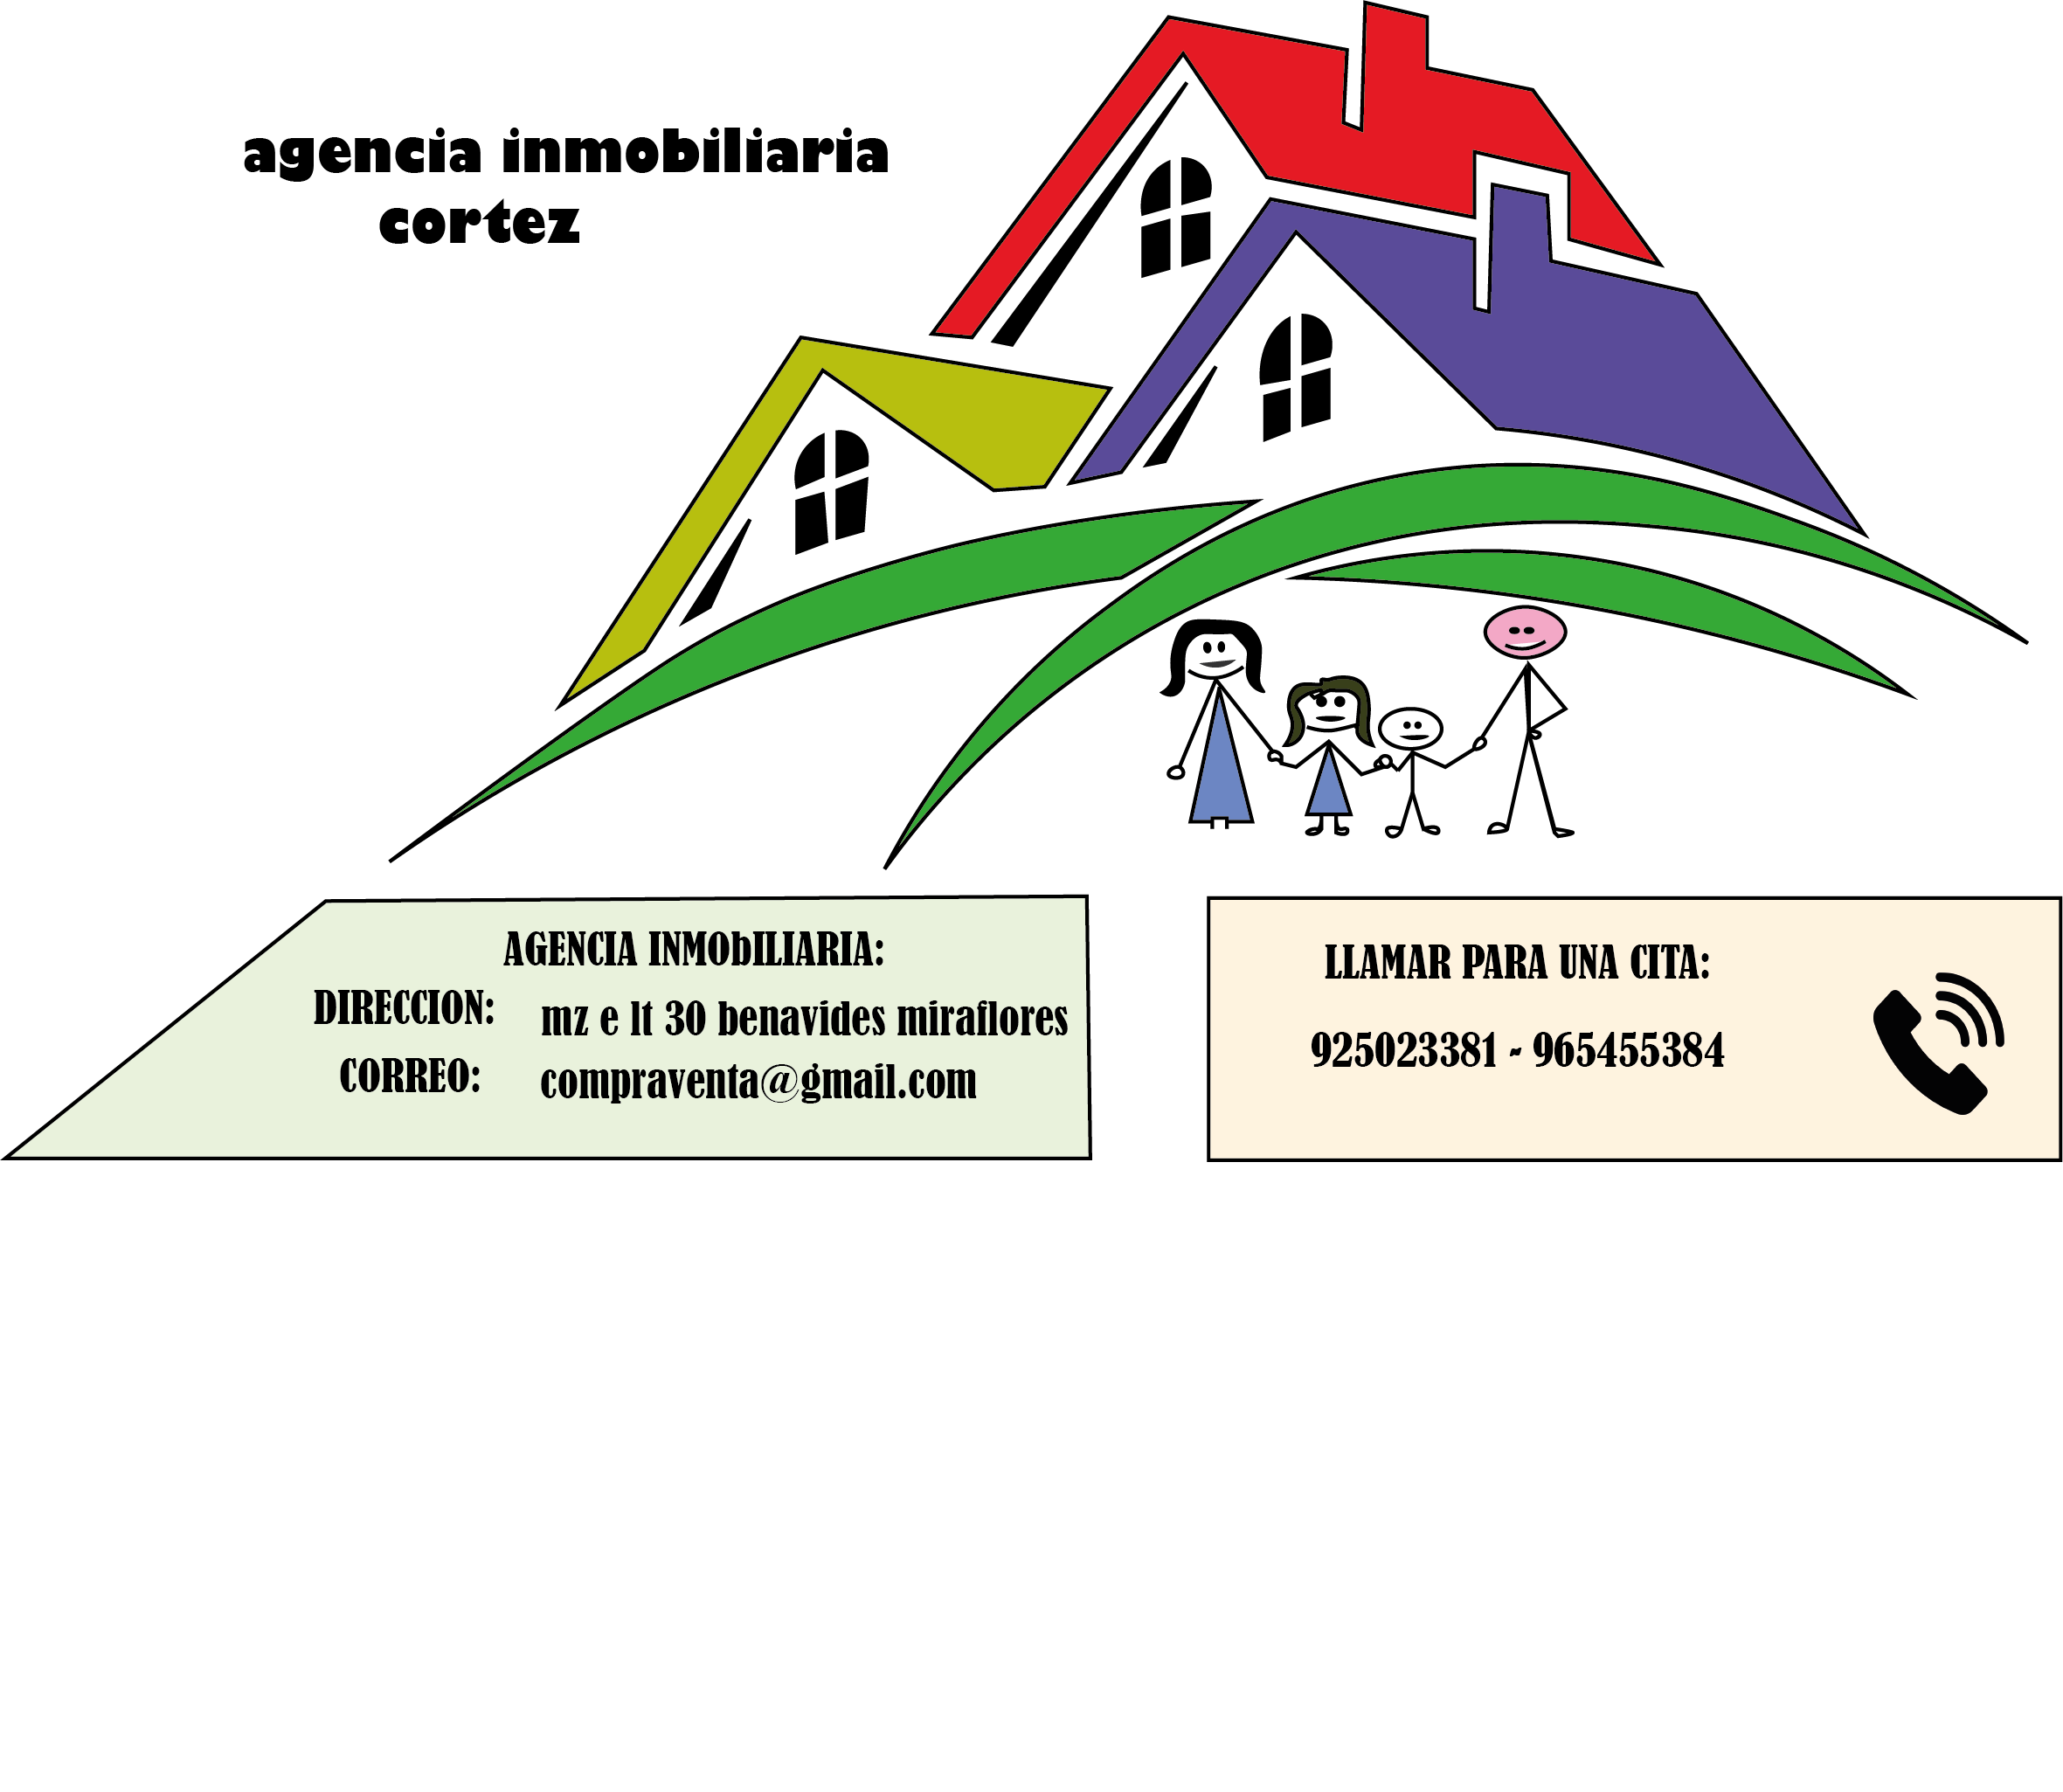 agencia inmobiliaria
cortez
AGENCIA INMObILIARIA:
DIRECCION: mz e lt 30 benavides miraflores
CORREO: compraventa@gmail.com
LLAMAR PARA UNA CITA:
925023381 - 965455384